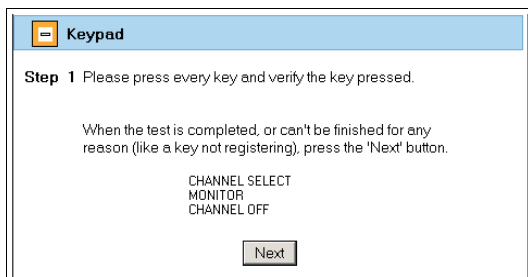 Keypad
Step 1 Please press every key and verify the key pressed.
When the test is completed, or can't be finished for any
reason (like a key not registering), press the 'Next' button.
CHANNEL SELECT
MONITOR
CHANNEL OFF
Next